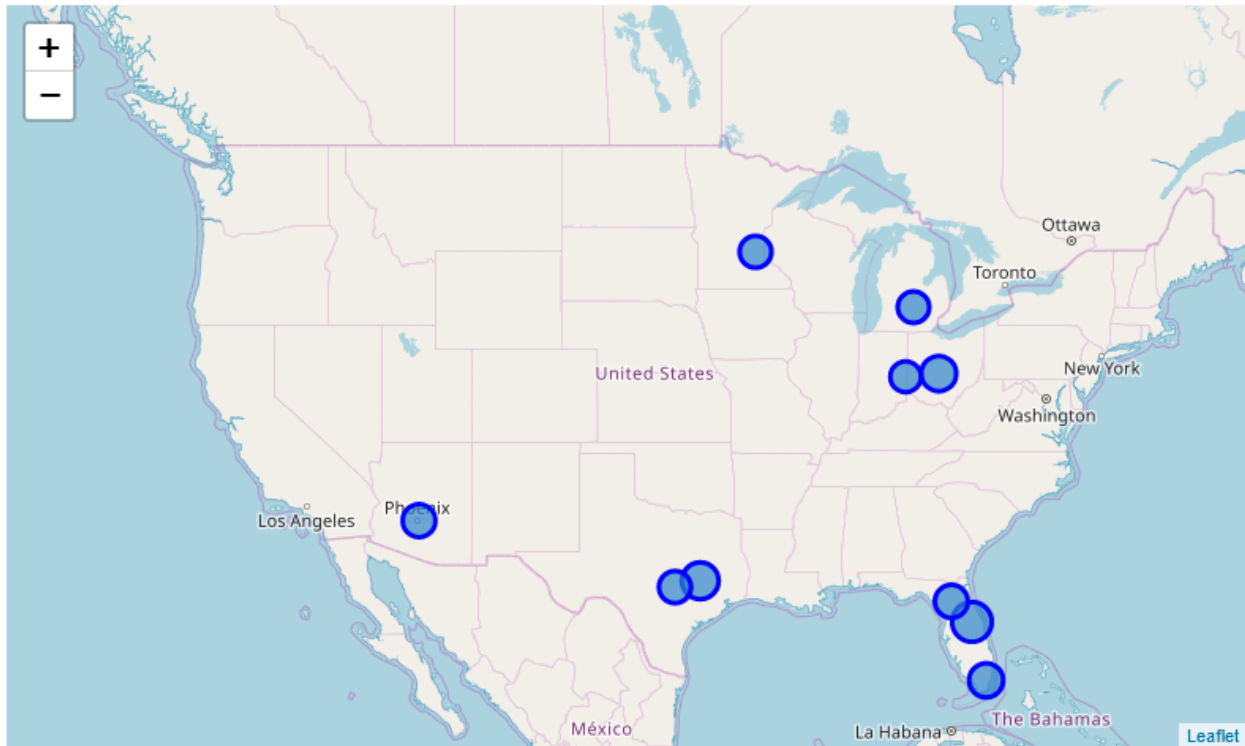 +
−
Ottawa
Toronto
United States
New York
Washington
Phoenix
Los Angeles
México
La Habana
The Bahamas
Leaflet